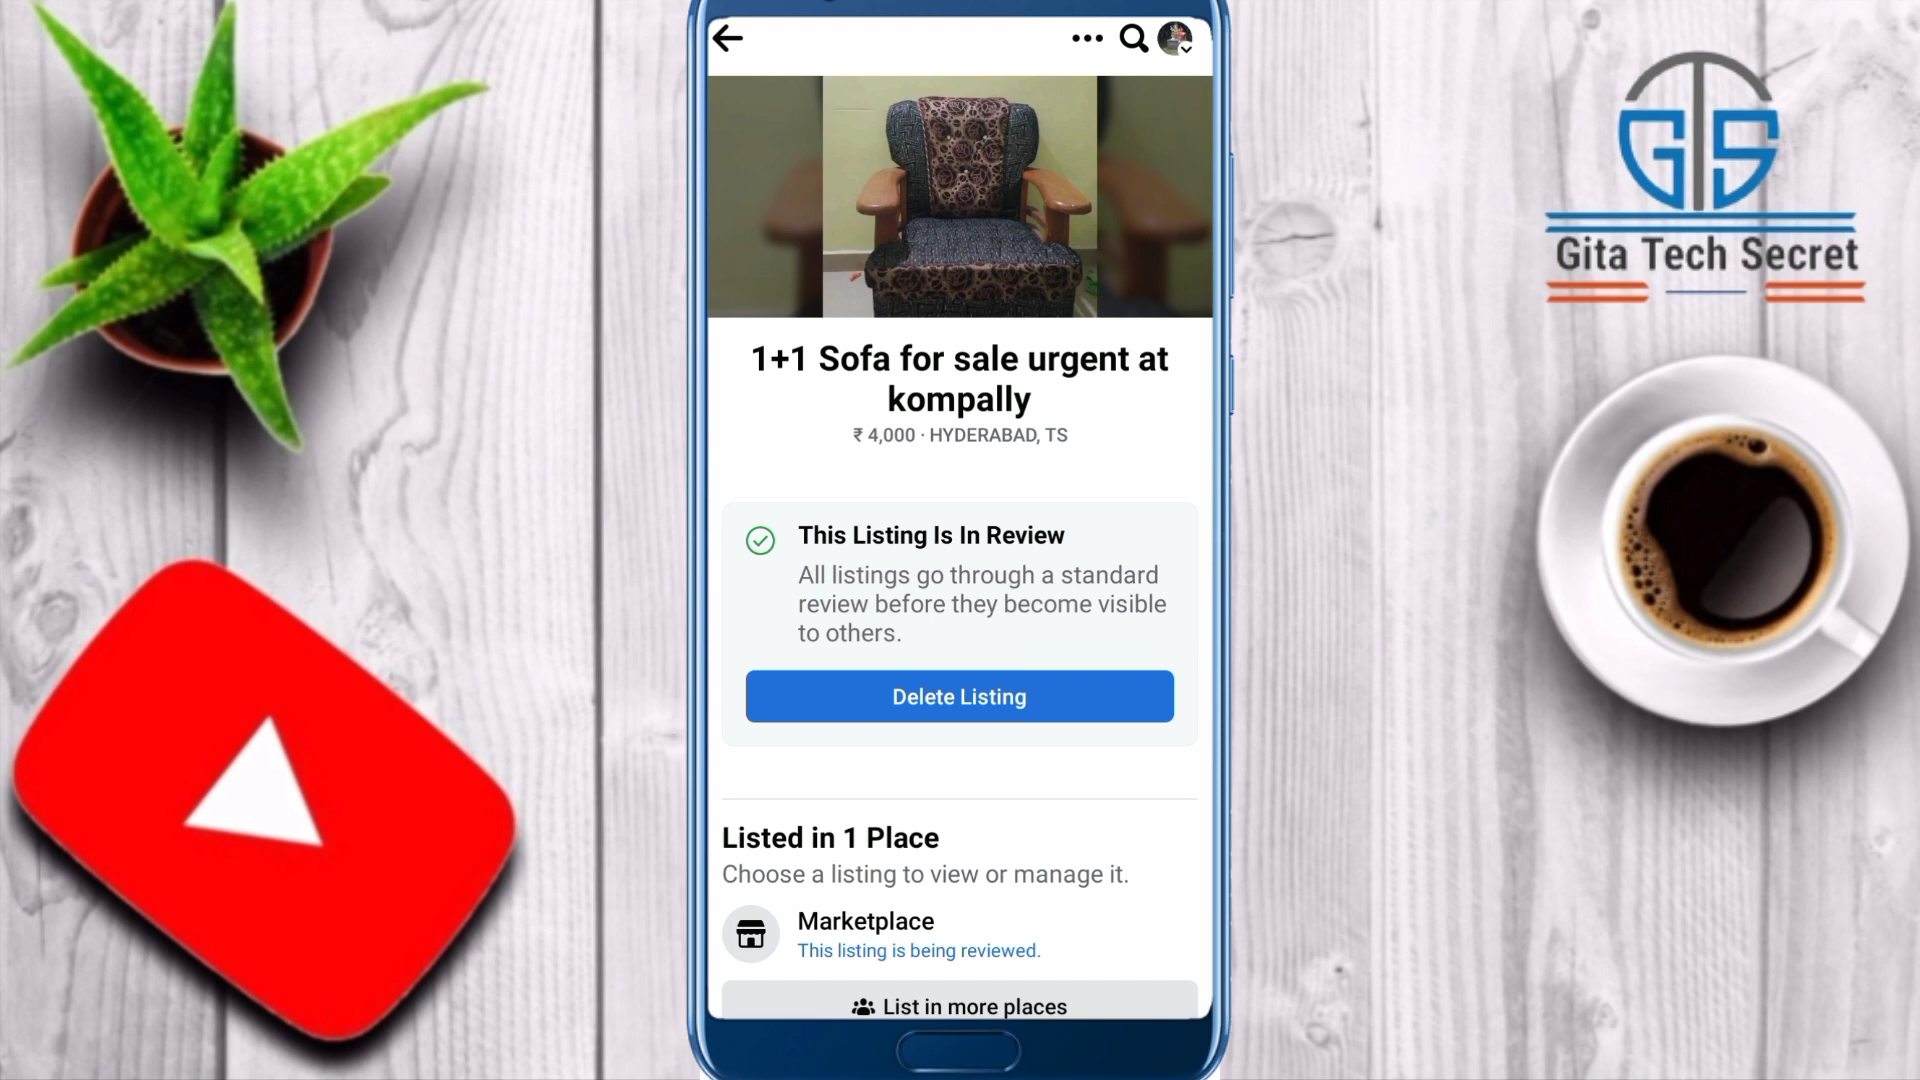 1+1 Sofa for sale urgent at
kompally
₹ 4,000 · HYDERABAD, TS
This Listing Is In Review
All listings go through a standard
review before they become visible
to others.
Delete Listing
Listed in 1 Place
Choose a listing to view or manage it.
Marketplace
This listing is being reviewed.
List in more places
GTS
Gita Tech Secret